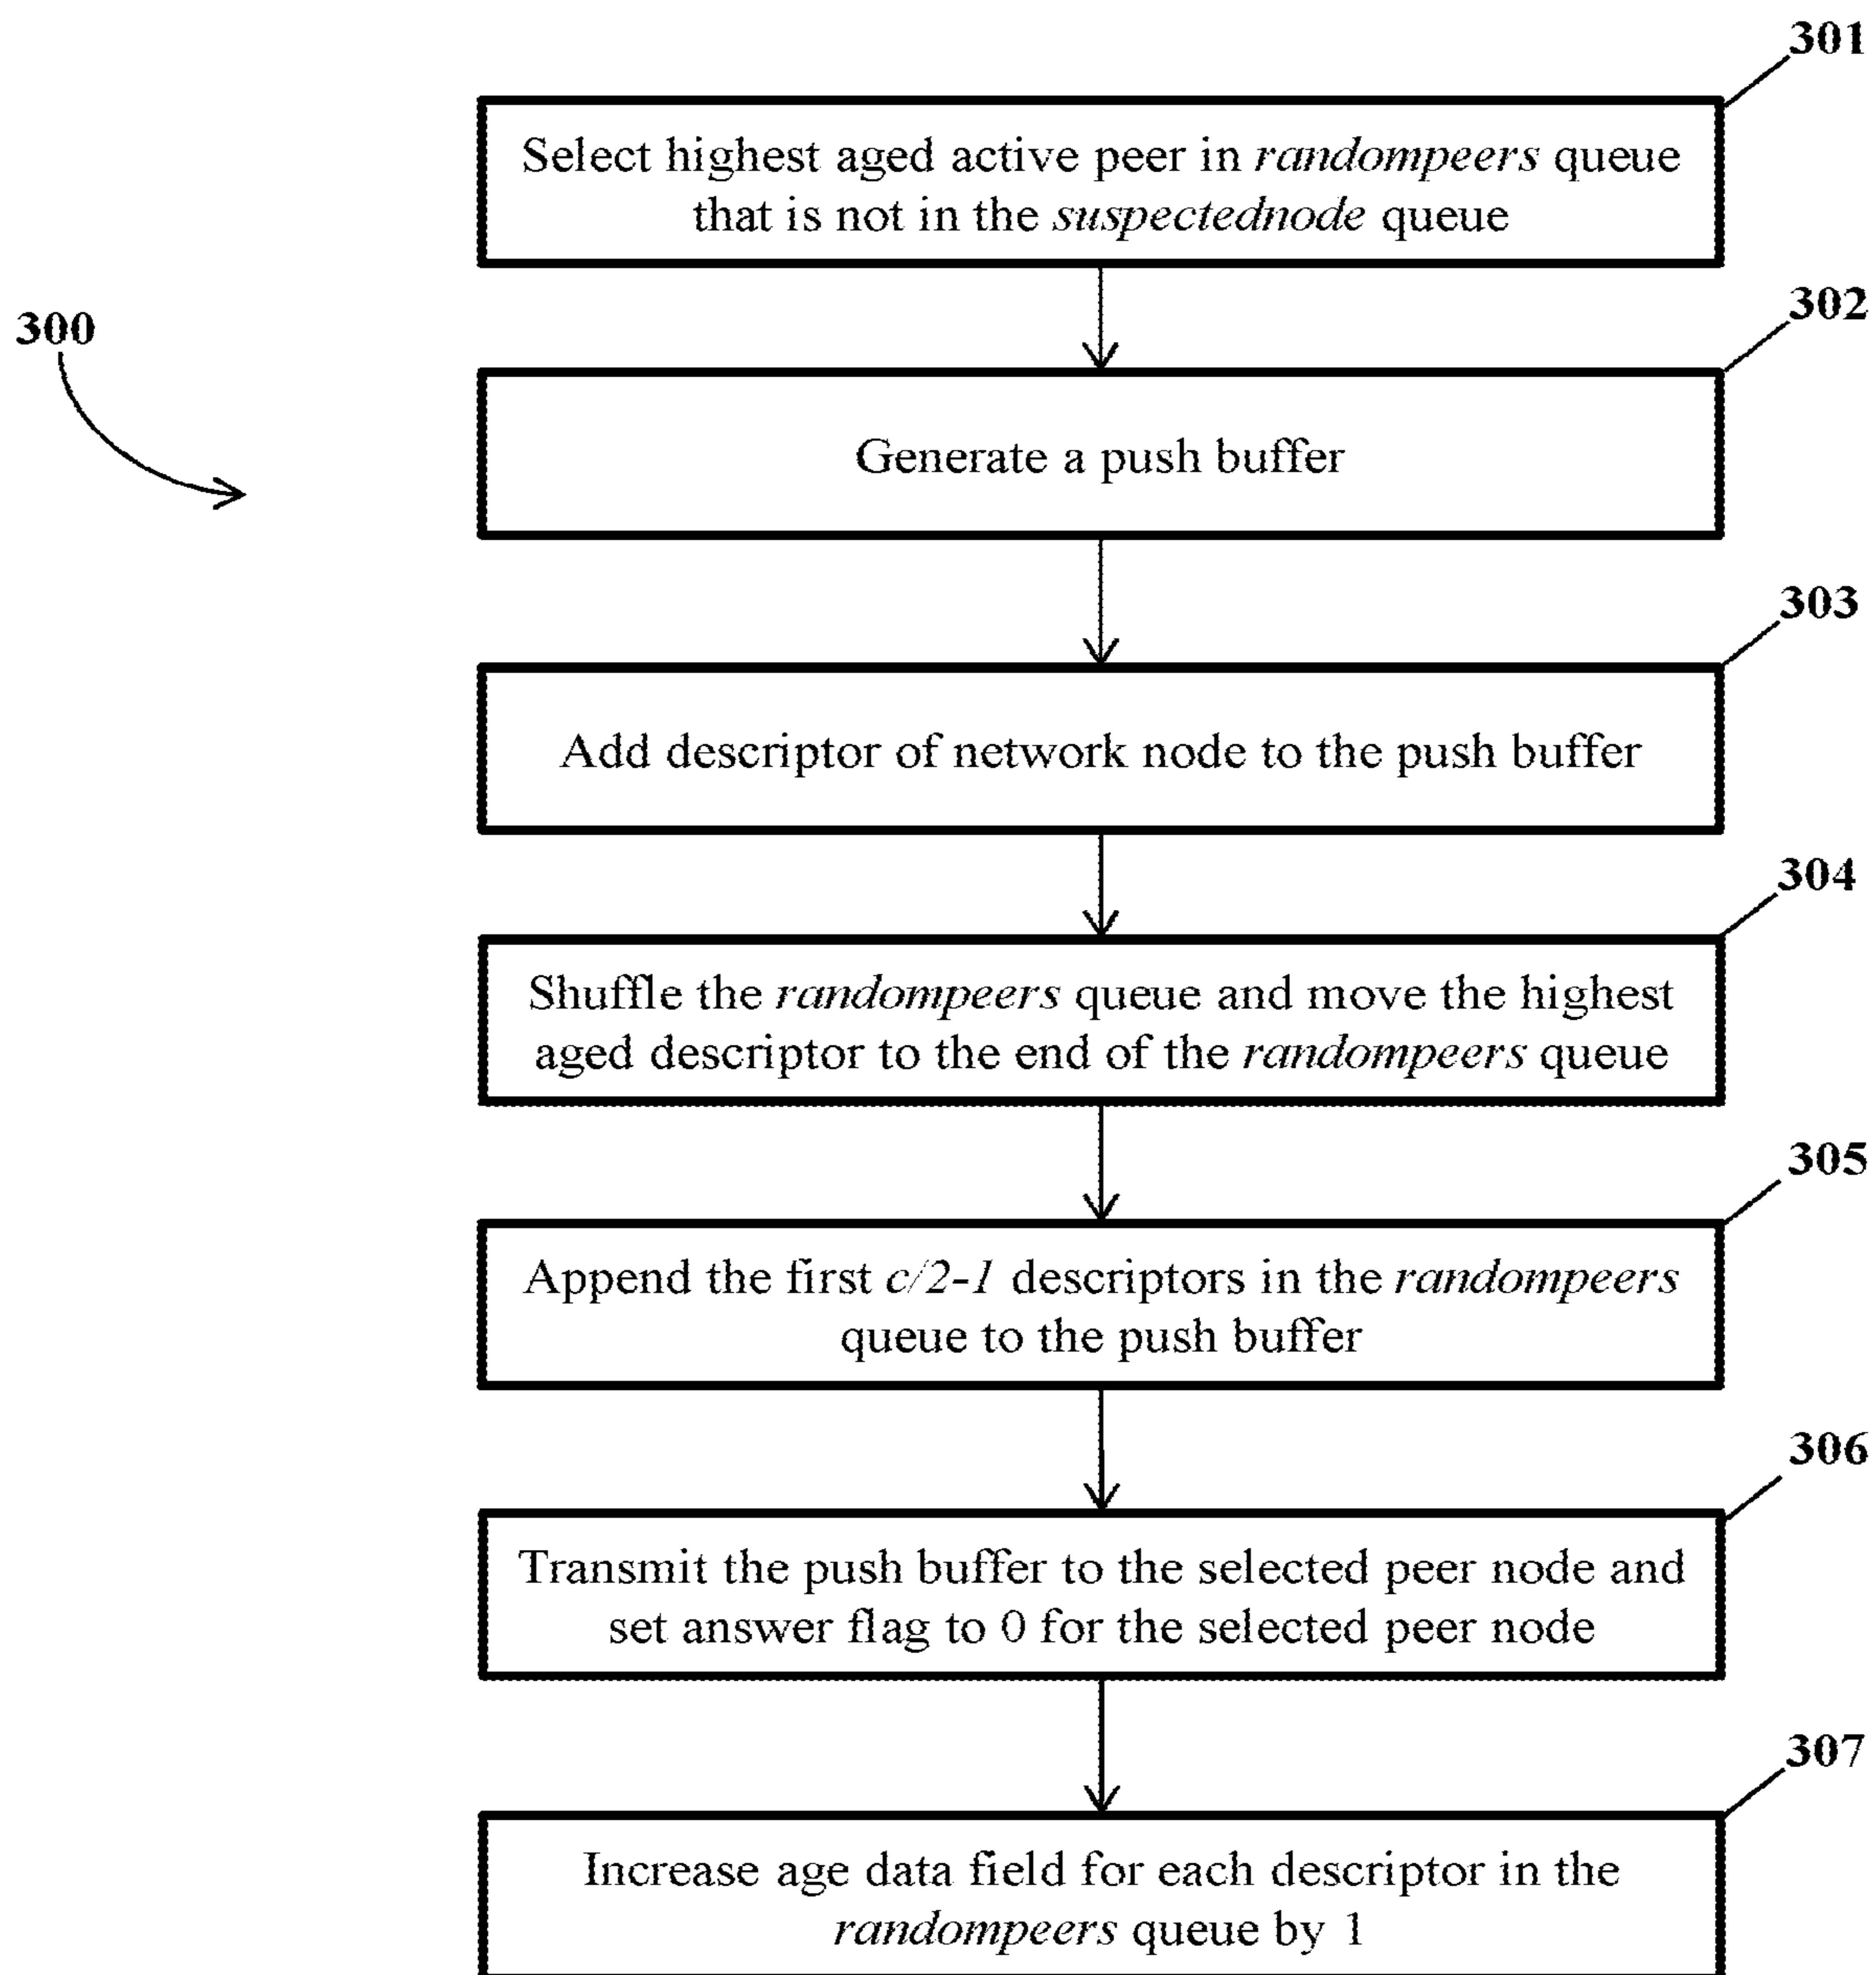 301
Select highest aged active peer in randompeers queue
that is not in the suspectednode queue
300
302
Generate a push buffer
303
Add descriptor of network node to the push buffer
304
Shuffle the randompeers queue and move the highest
aged descriptor to the end of the randompeers queue
305
Append the first c/2-1 descriptors in the randompeers
queue to the push buffer
306
Transmit the push buffer to the selected peer node and
set answer flag to 0 for the selected peer node
307
Increase age data field for each descriptor in the
randompeers queue by 1